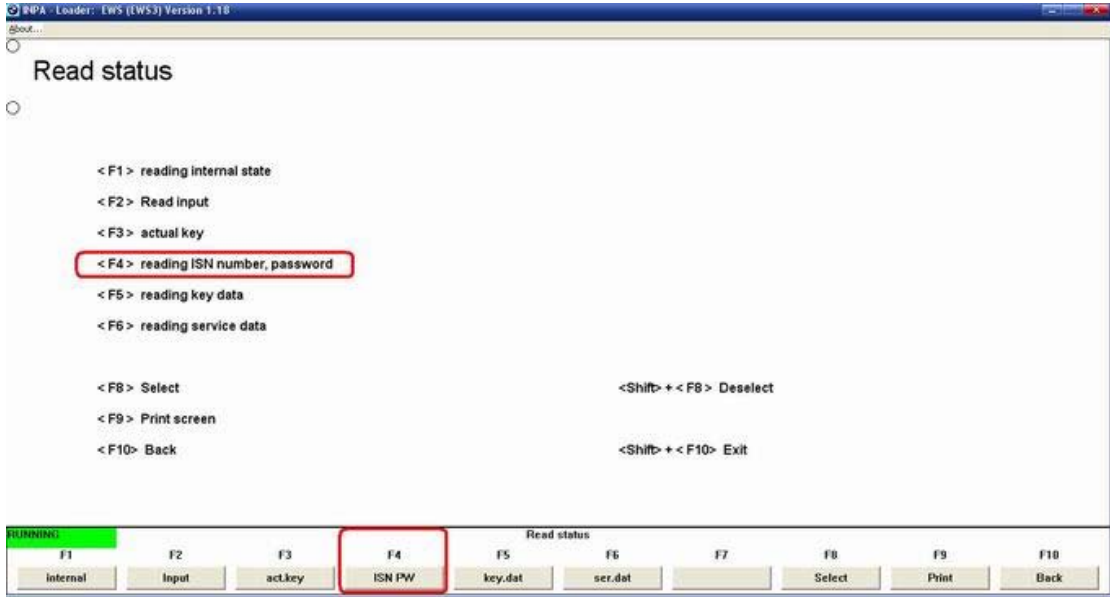 INPA - Loader: EWS (EWS3) Version 1.18
About...
Read status
< F1 > reading internal state
< F2 > Read input
< F3 > actual key
< F4 > reading ISN number, password
< F5 > reading key data
< F6 > reading service data
< F8 > Select <Shift> + < F8 > Deselect
< F9 > Print screen
< F10> Back <Shift> + < F10> Exit
RUNNING Read status
F1 F2 F3 F4 F5 F6 F7 F8 F9 F10
internal Input act.key ISN PW key.dat ser.dat Select Print Back